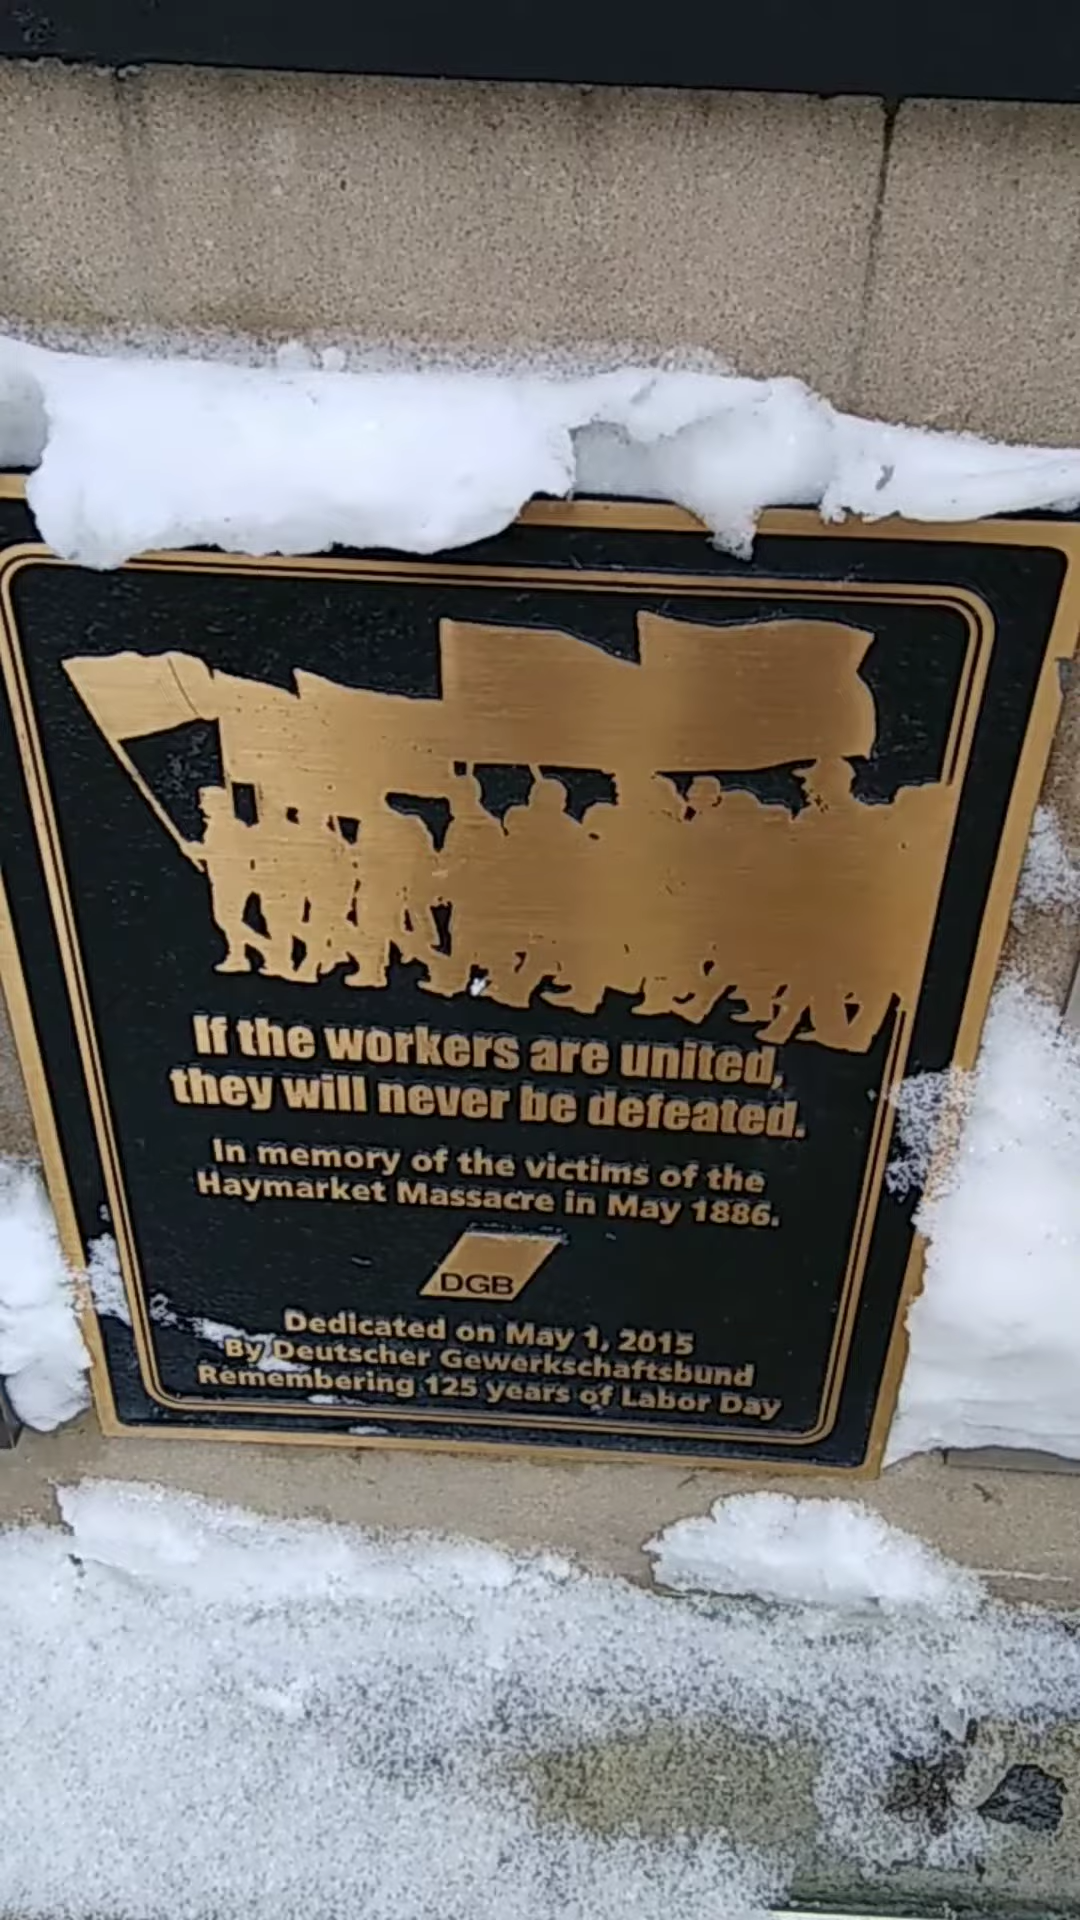 If the workers are united,
they will never be defeated.
In memory of the victims of the
Haymarket Massacre in May 1886.
DGB
Dedicated on May 1, 2015
By Deutscher Gewerkschaftsbund
Remembering 125 years of Labor Day